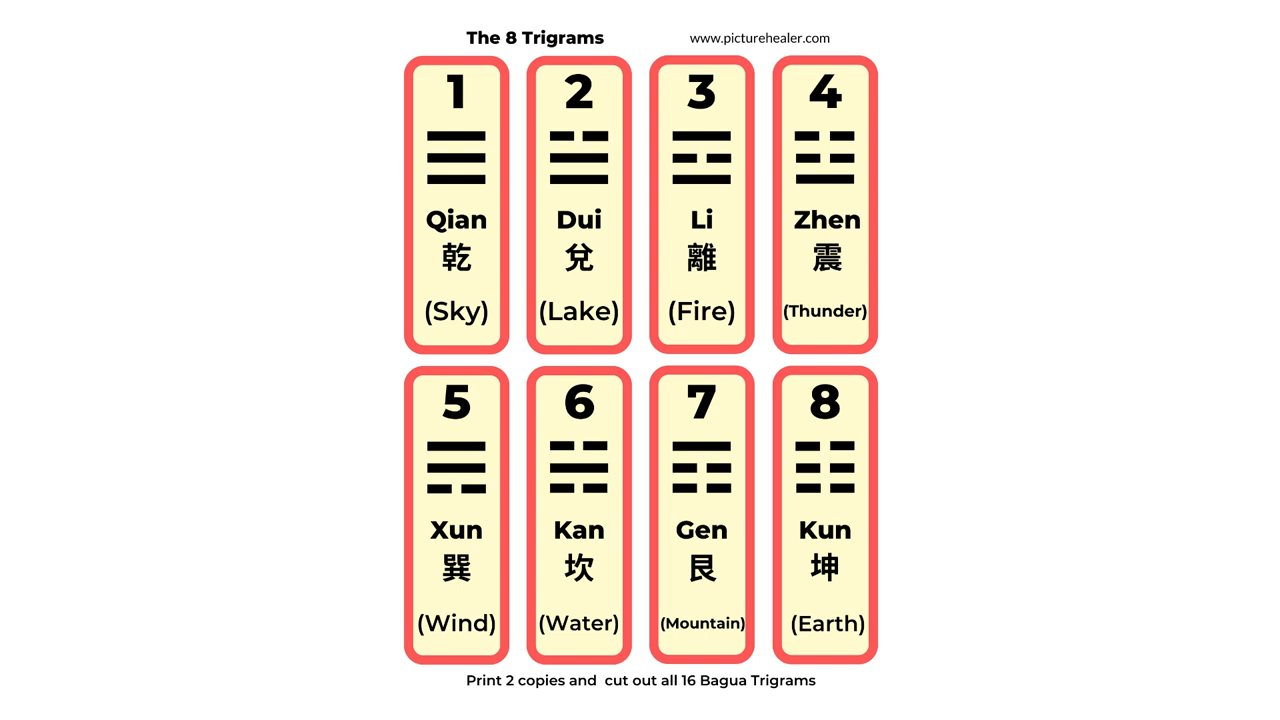 The 8 Trigrams www.picturehealer.com
1 2 3 4
Qian Dui Li Zhen
乾 兌 離 震
(Sky) (Lake) (Fire) (Thunder)
5 6 7 8
Xun Kan Gen Kun
巽 坎 艮 坤
(Wind) (Water) (Mountain) (Earth)
Print 2 copies and cut out all 16 Bagua Trigrams